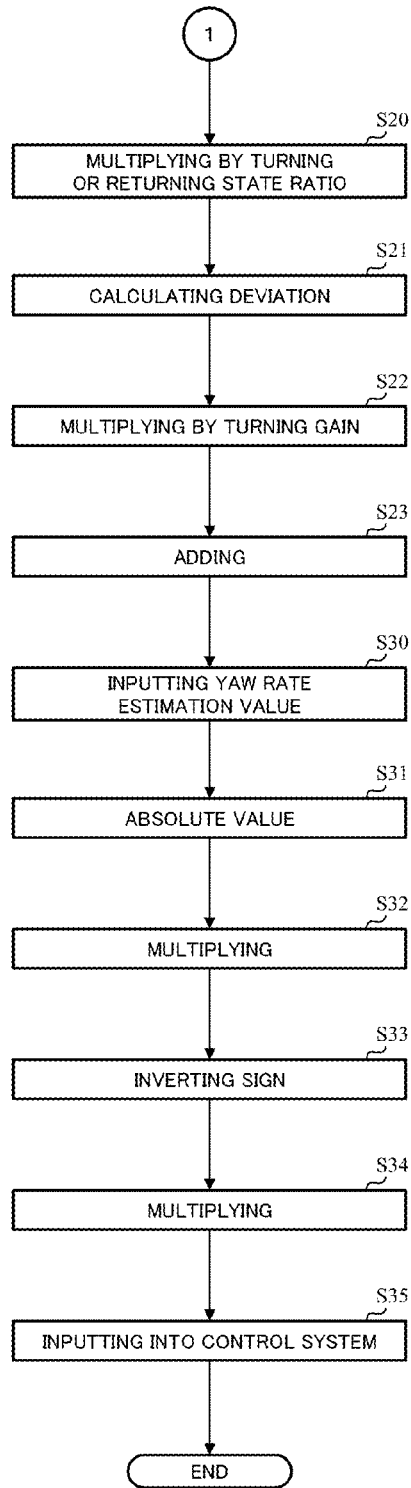 1
S20
MULTIPLYING BY TURNING
OR RETURNING STATE RATIO
S21
CALCULATING DEVIATION
S22
MULTIPLYING BY TURNING GAIN
S23
ADDING
S30
INPUTTING YAW RATE
ESTIMATION VALUE
S31
ABSOLUTE VALUE
S32
MULTIPLYING
S33
INVERTING SIGN
S34
MULTIPLYING
S35
INPUTTING INTO CONTROL SYSTEM
END